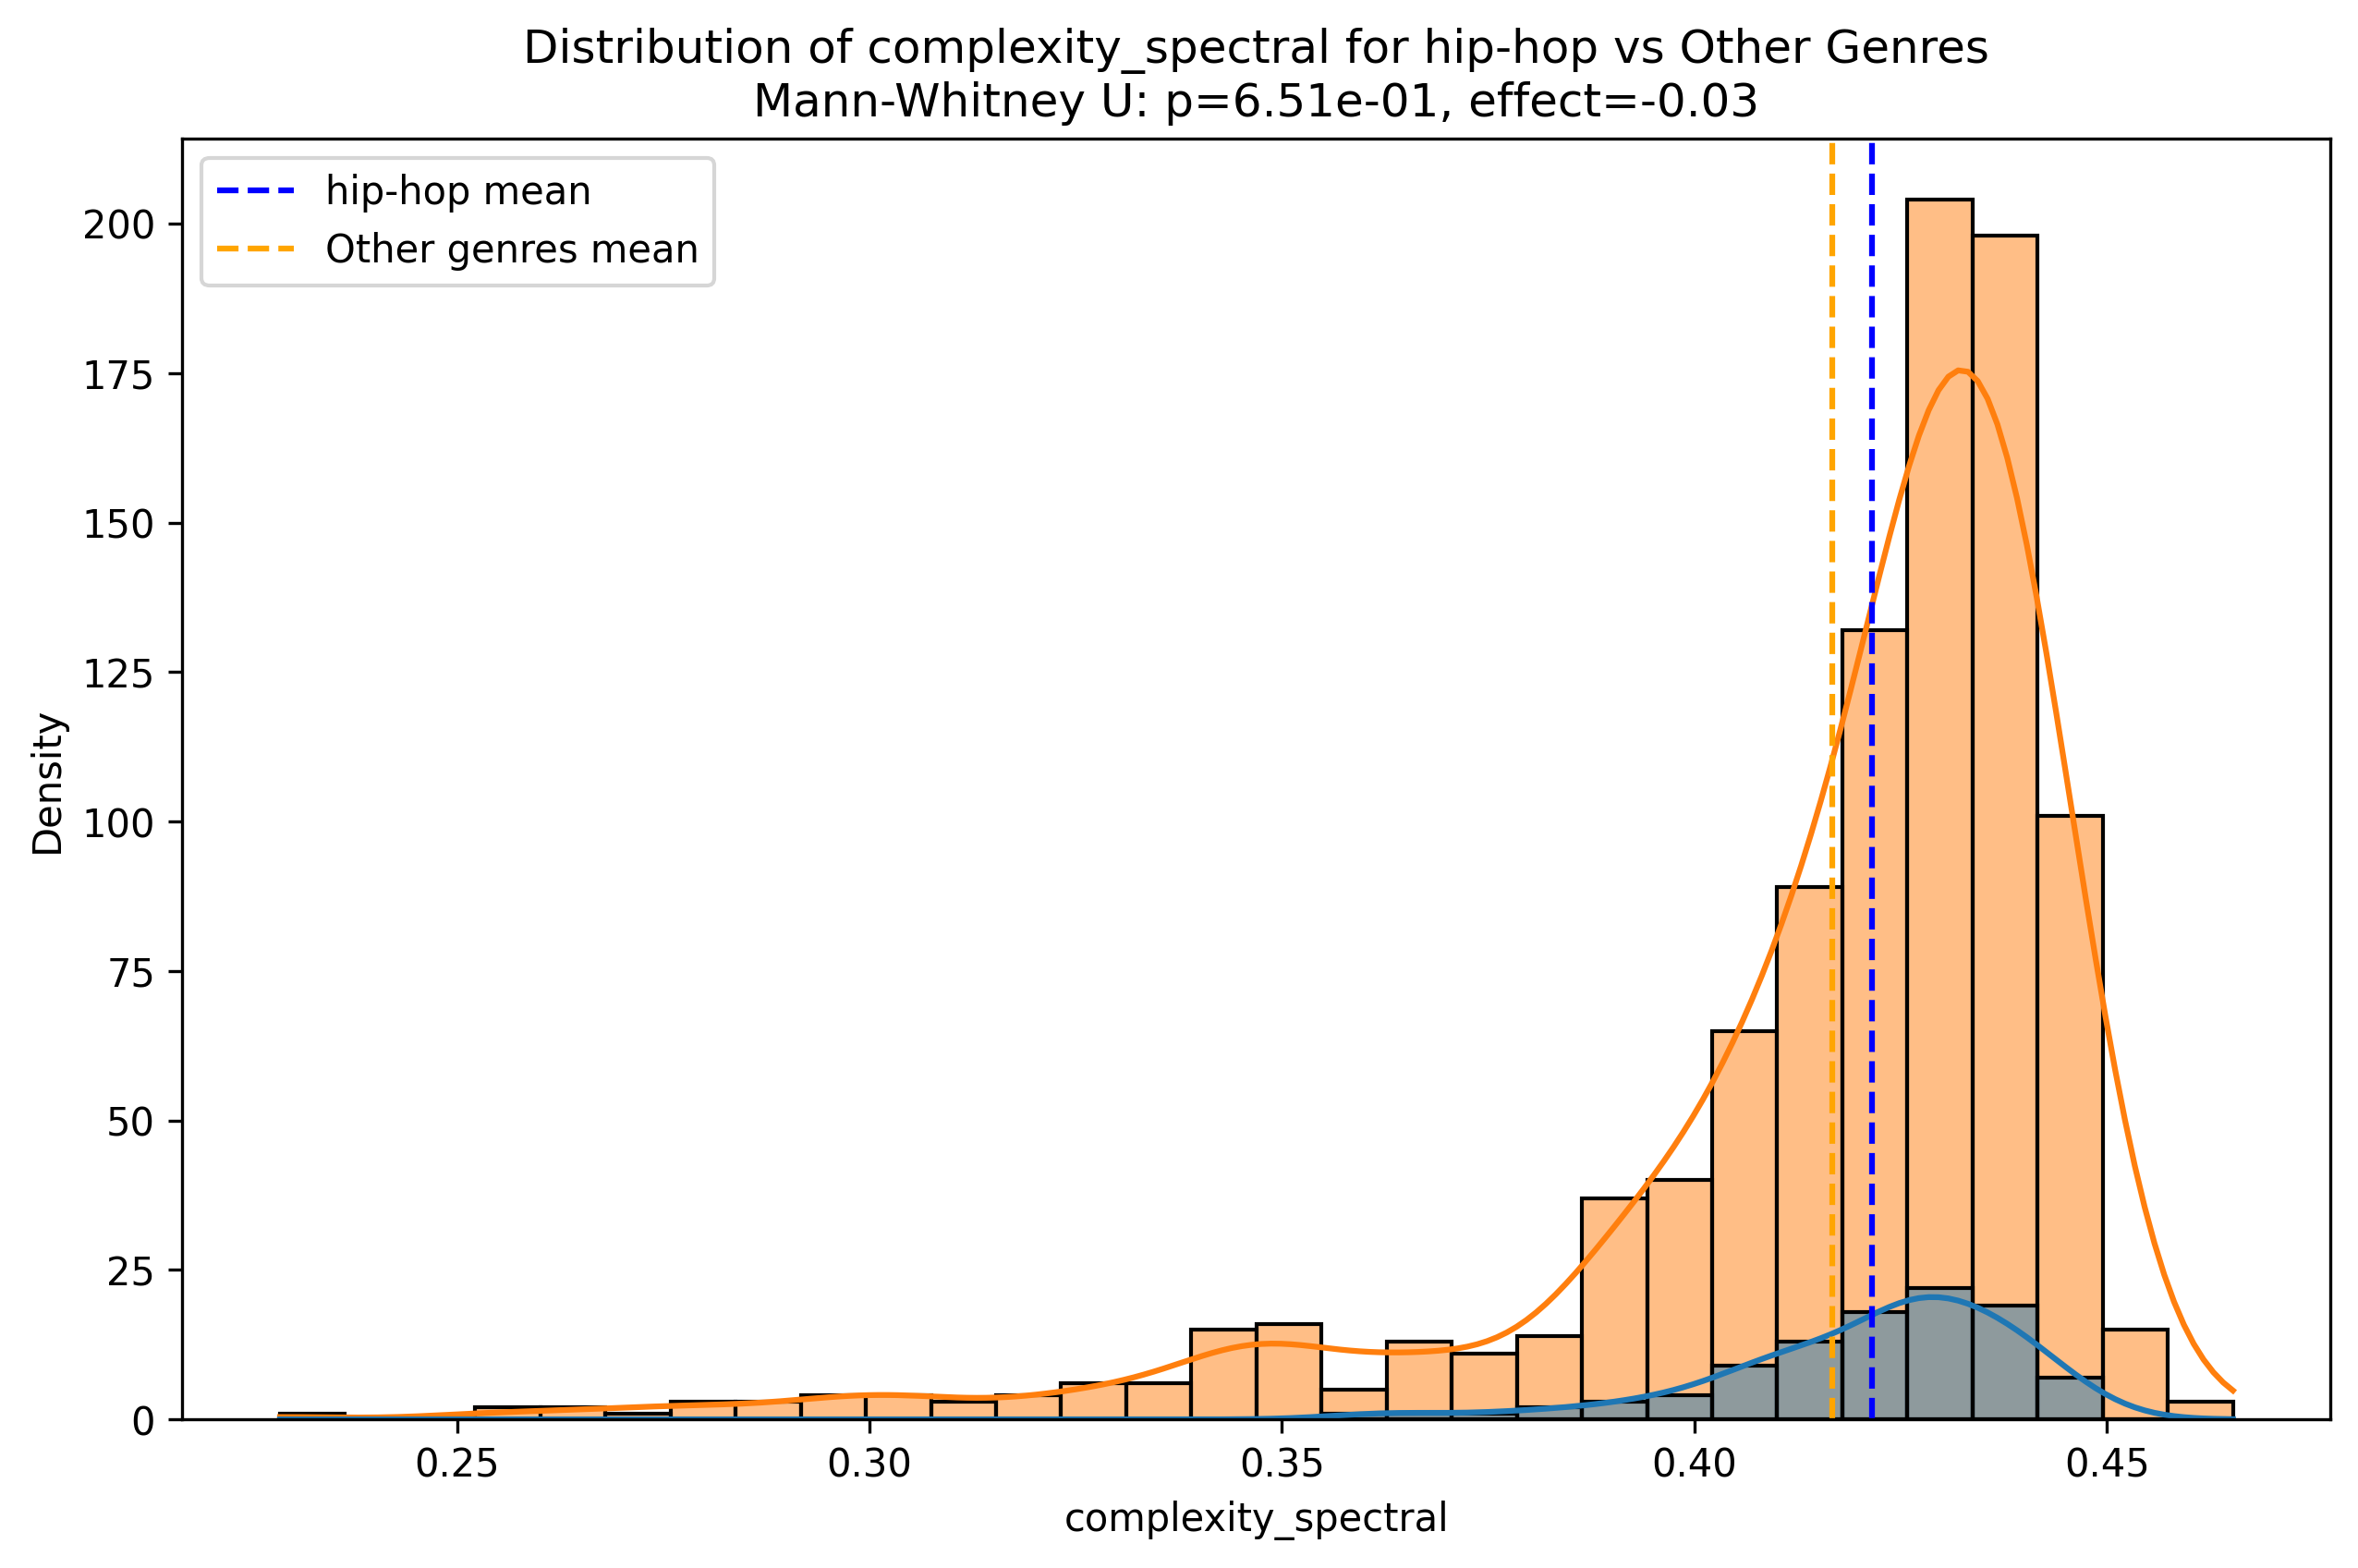 Distribution of complexity_spectral for hip-hop vs Other Genres
Mann-Whitney U: p=6.51e-01, effect=-0.03
hip-hop mean
Other genres mean
200
175
150
125
100
75
50
25
0
Density
0.25 0.30 0.35 0.40 0.45
complexity_spectral